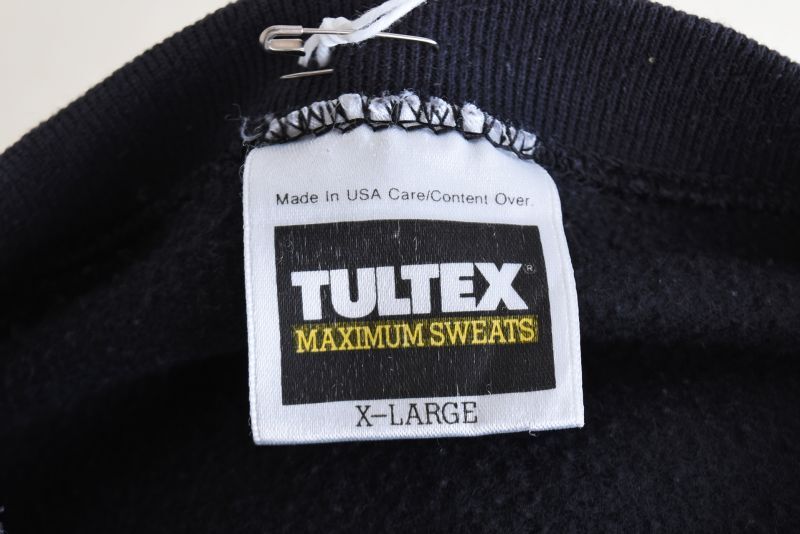 Made In USA Care/Content Over.
TULTEX®
MAXIMUM SWEATS
X-LARGE